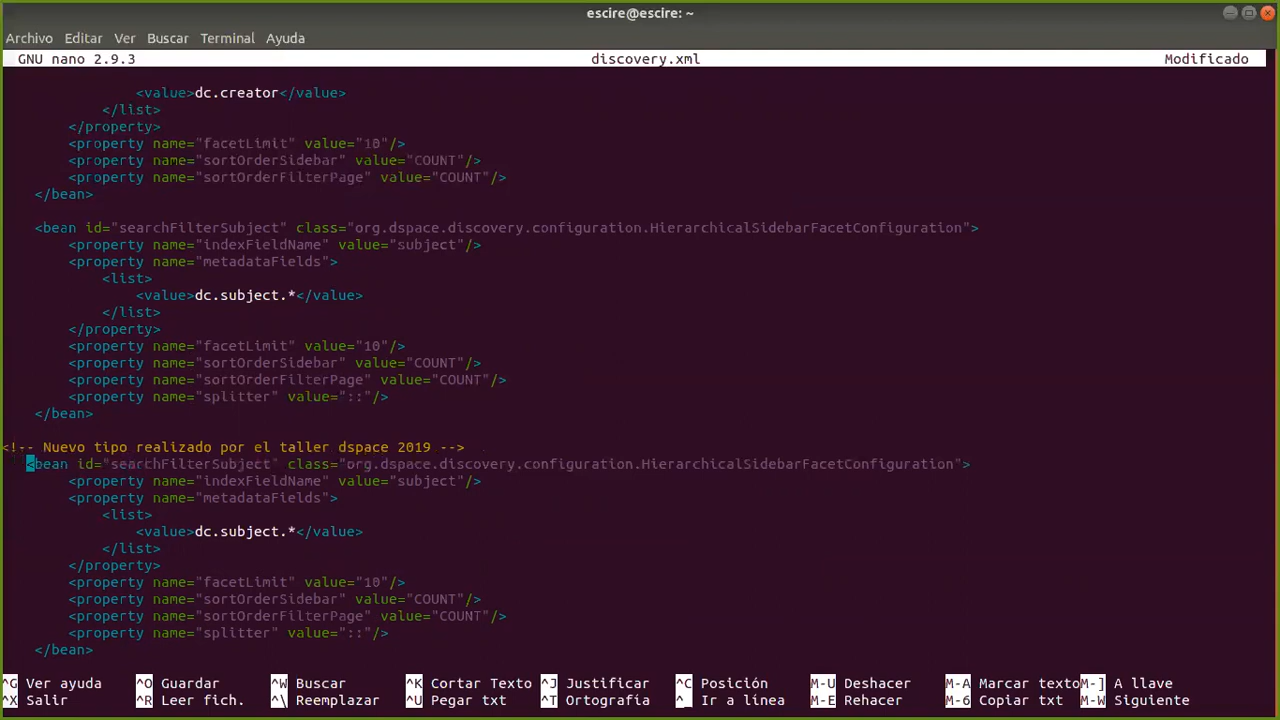 escire@escire: ~
Archivo Editar Ver Buscar Terminal Ayuda
GNU nano 2.9.3 discovery.xml Modificado
<value>dc.creator</value>
</list>
</property>
<property name="facetLimit" value="10"/>
<property name="sortOrderSidebar" value="COUNT"/>
<property name="sortOrderFilterPage" value="COUNT"/>
</bean>
<bean id="searchFilterSubject" class="org.dspace.discovery.configuration.HierarchicalSidebarFacetConfiguration">
<property name="indexFieldName" value="subject"/>
<property name="metadataFields">
<list>
<value>dc.subject.*</value>
</list>
</property>
<property name="facetLimit" value="10"/>
<property name="sortOrderSidebar" value="COUNT"/>
<property name="sortOrderFilterPage" value="COUNT"/>
<property name="splitter" value="::"/>
</bean>
<!-- Nuevo tipo realizado por el taller dspace 2019 -->
<bean id="searchFilterSubject" class="org.dspace.discovery.configuration.HierarchicalSidebarFacetConfiguration">
<property name="indexFieldName" value="subject"/>
<property name="metadataFields">
<list>
<value>dc.subject.*</value>
</list>
</property>
<property name="facetLimit" value="10"/>
<property name="sortOrderSidebar" value="COUNT"/>
<property name="sortOrderFilterPage" value="COUNT"/>
<property name="splitter" value="::"/>
</bean>
^G Ver ayuda ^O Guardar ^W Buscar ^K Cortar Texto ^J Justificar ^C Posición M-U Deshacer M-A Marcar texto M-] A llave
^X Salir ^R Leer fich. ^\ Reemplazar ^U Pegar txt ^T Ortografía ^_ Ir a línea M-E Rehacer M-6 Copiar txt M-W Siguiente